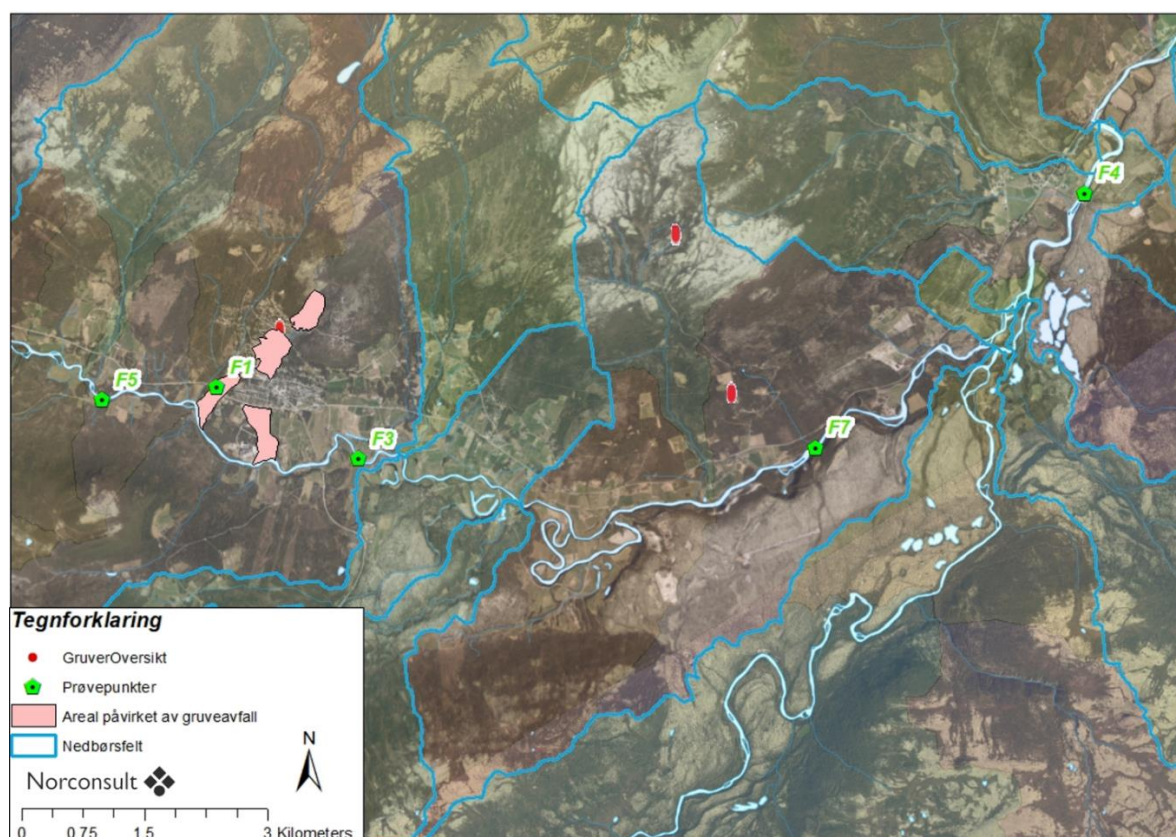 F4
F5
F1
F3
F7
Tegnforklaring
GruverOversikt
Prøvepunkter
Areal påvirket av gruveavfall
Nedbørsfelt
Norconsult
N
0 0.75 1.5 3 Kilometers